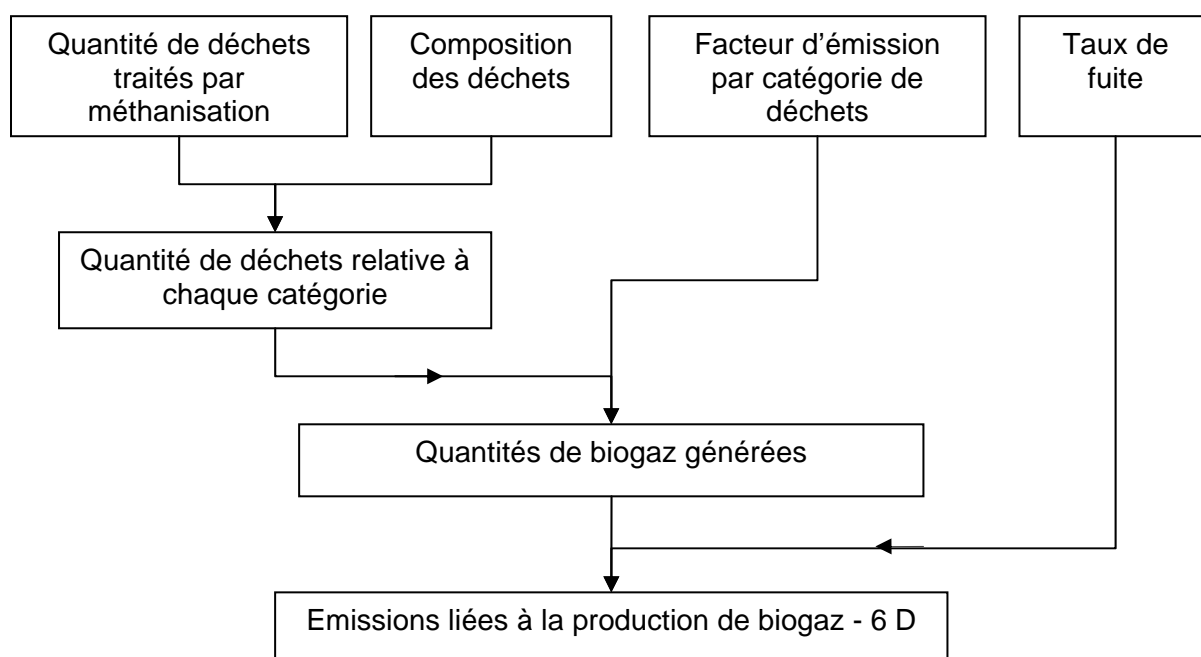 Quantité de déchets
traités par
méthanisation
Composition
des déchets
Facteur d'émission
par catégorie de
déchets
Taux de
fuite
Quantité de déchets relative à
chaque catégorie
Quantités de biogaz générées
Emissions liées à la production de biogaz - 6 D